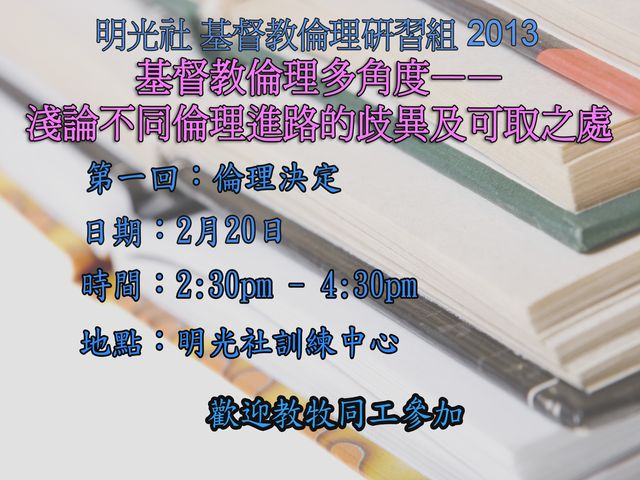 明光社 基督教倫理研習組 2013
基督教倫理多角度——
淺論不同倫理進路的歧異及可取之處
第一回：倫理決定
日期：2月20日
時間：2:30pm - 4:30pm
地點：明光社訓練中心
歡迎教牧同工參加